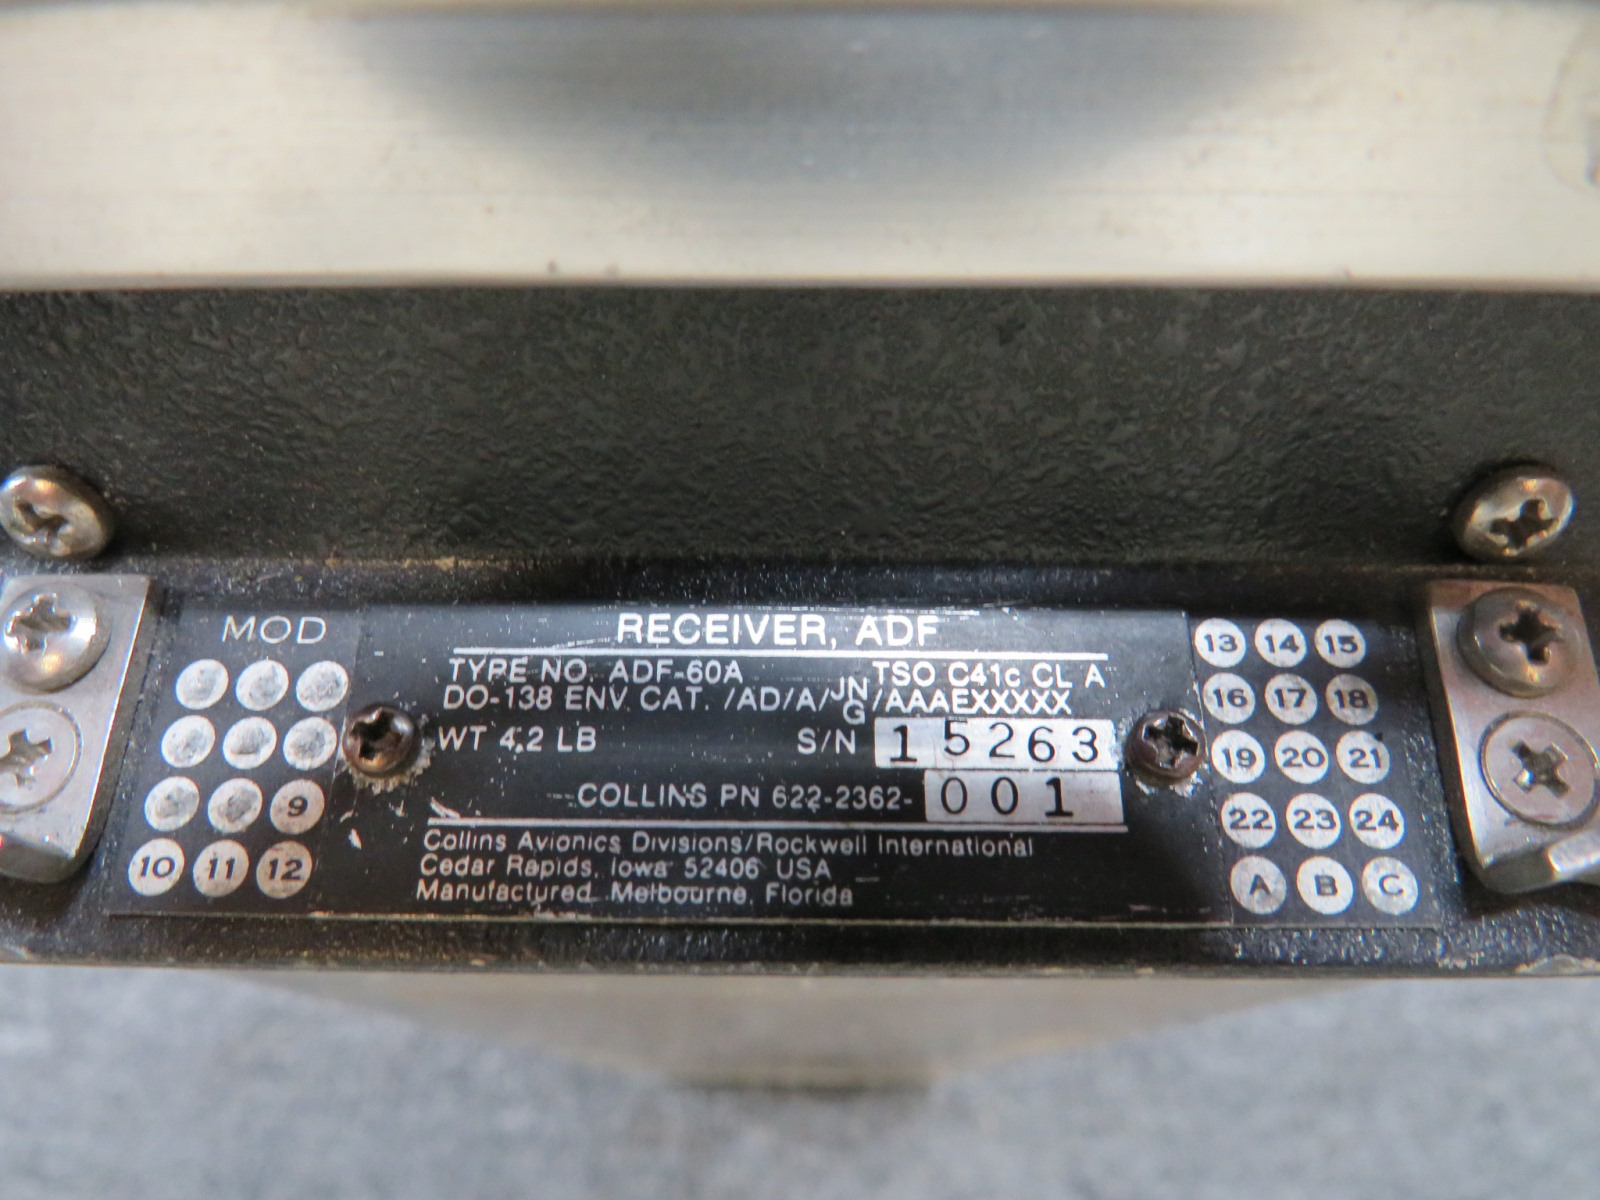 MOD
9
10 11 12
RECEIVER, ADF
TYPE NO. ADF-60A TSO C41c CL A
DO-138 ENV. CAT. /AD/A/JNG/AAAEXXXXX
WT 4.2 LB S/N 15263
COLLINS PN 622-2362-001
Collins Avionics Divisions/Rockwell International
Cedar Rapids, Iowa 52406 USA
Manufactured Melbourne, Florida
13 14 15
16 17 18
19 20 21
22 23 24
A B C